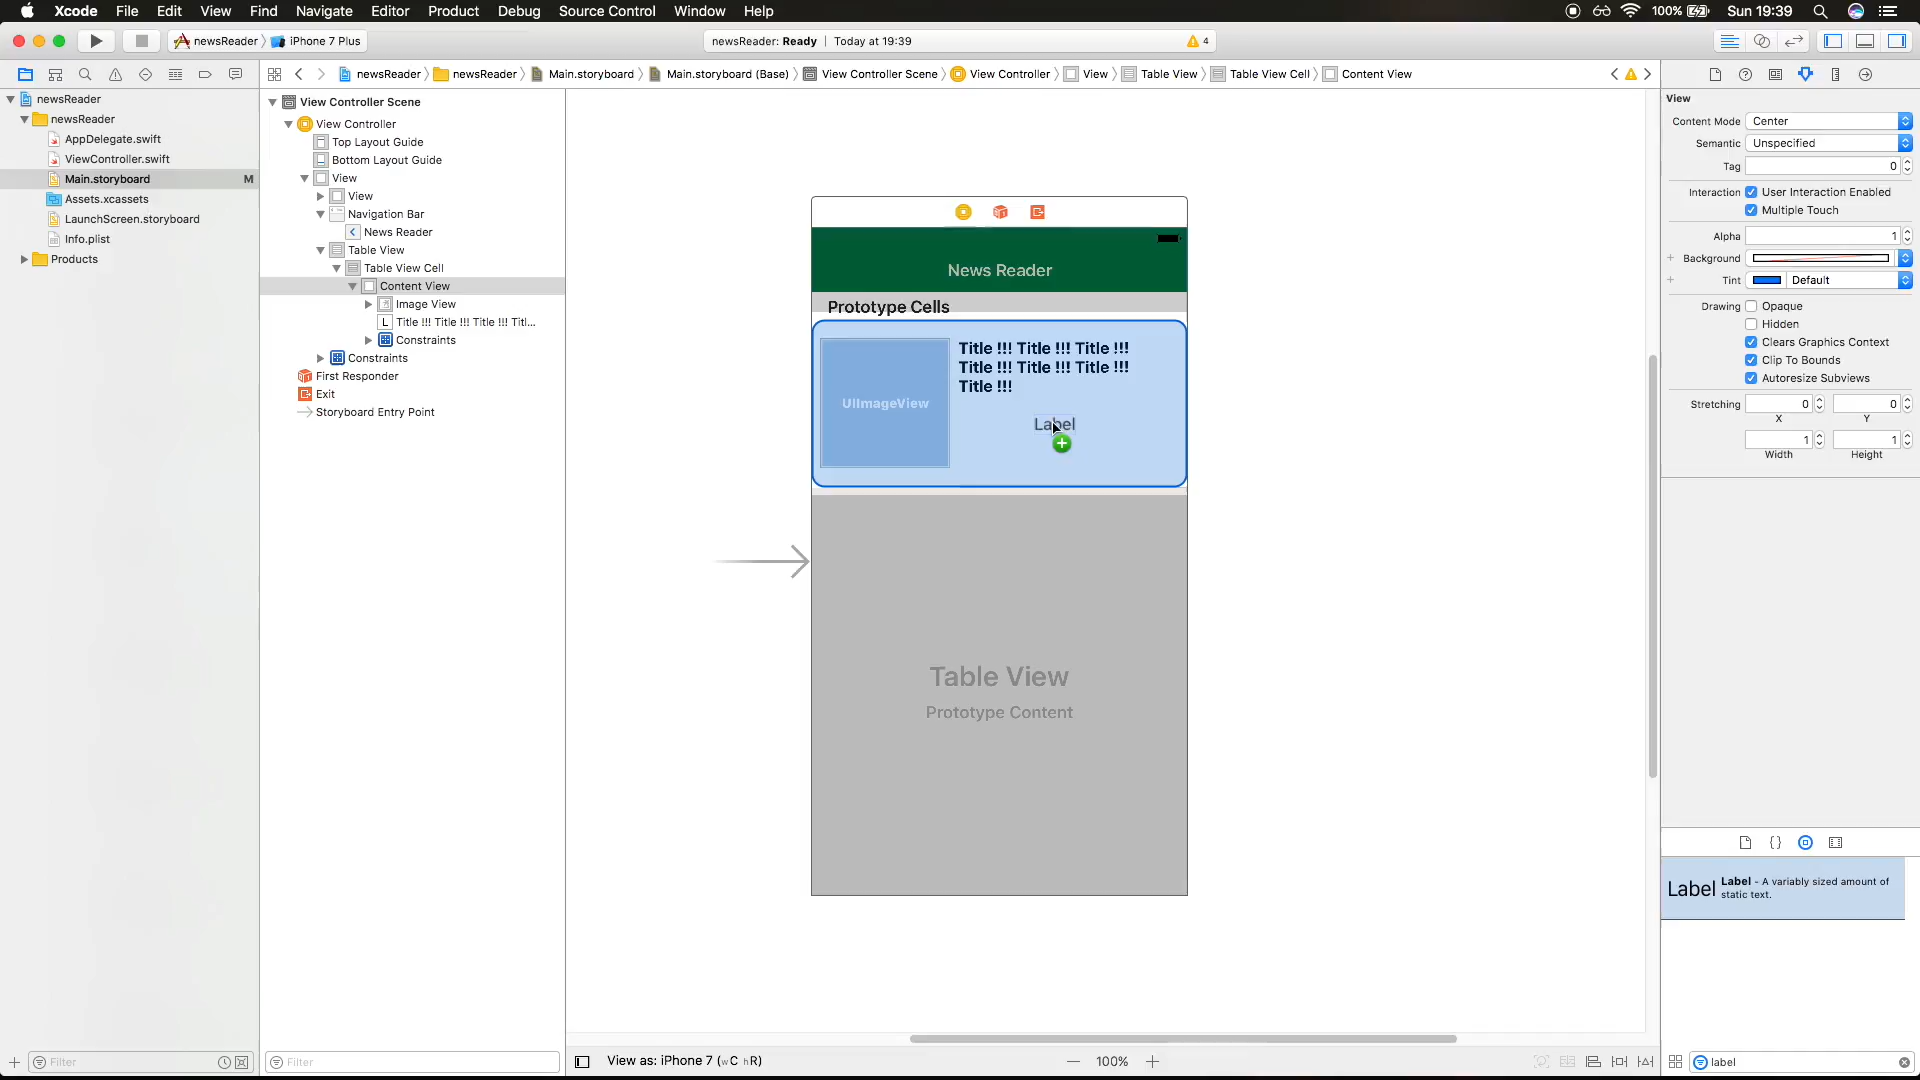 Xcode File Edit View Find Navigate Editor Product Debug Source Control Window Help 100% Sun 19:39
newsReader iPhone 7 Plus newsReader: Ready Today at 19:39 4
newsReader newsReader Main.storyboard Main.storyboard (Base) View Controller Scene View Controller View Table View Table View Cell Content View
newsReader
newsReader
AppDelegate.swift
ViewController.swift
Main.storyboard M
Assets.xcassets
LaunchScreen.storyboard
Info.plist
Products
Filter
View Controller Scene
View Controller
Top Layout Guide
Bottom Layout Guide
View
View
Navigation Bar
News Reader
Table View
Table View Cell
Content View
Image View
L Title !!! Title !!! Title !!! Titl...
Constraints
Constraints
First Responder
Exit
Storyboard Entry Point
Filter
News Reader
Prototype Cells
UIImageView
Title !!! Title !!! Title !!!
Title !!! Title !!! Title !!!
Title !!!
Label
Table View
Prototype Content
View as: iPhone 7 (wC hR) 100%
View
Content Mode Center
Semantic Unspecified
Tag 0
Interaction User Interaction Enabled
Multiple Touch
Alpha 1
Background
Tint Default
Drawing Opaque
Hidden
Clears Graphics Context
Clip To Bounds
Autoresize Subviews
Stretching 0 0
X Y
1 1
Width Height
{}
Label Label - A variably sized amount of
static text.
label